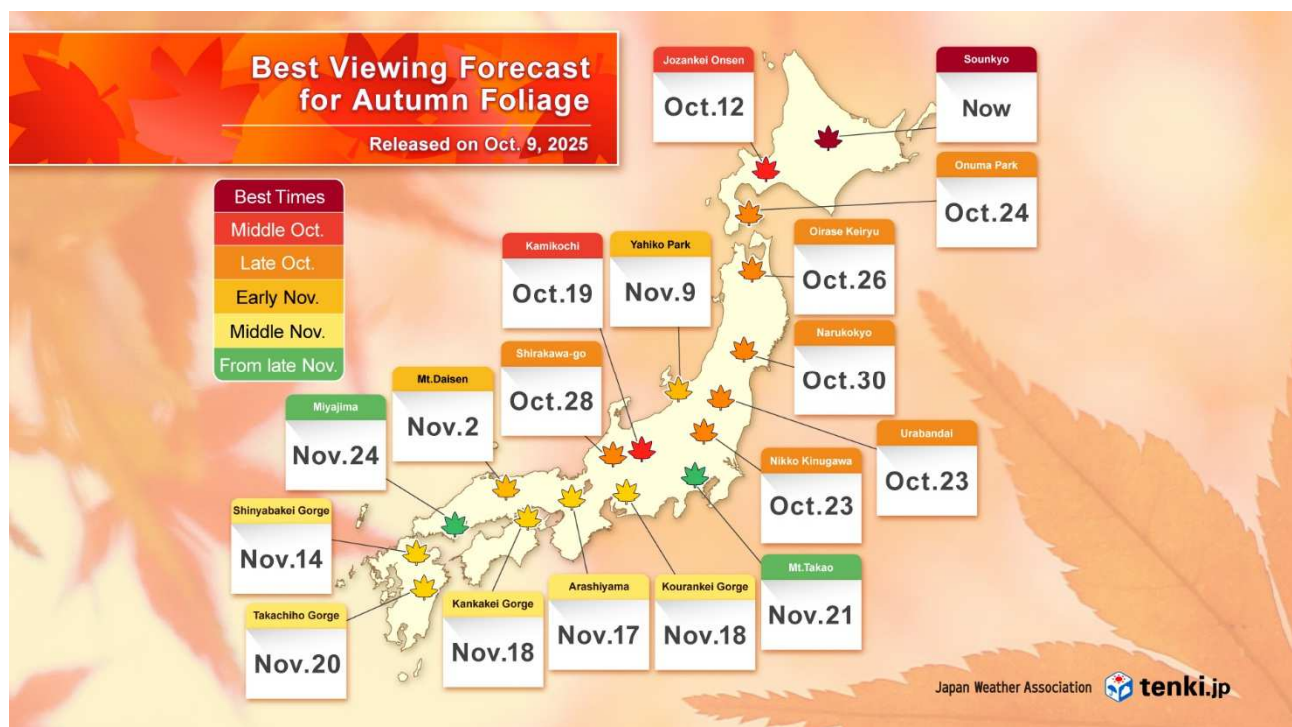 Best Viewing Forecast
for Autumn Foliage
Released on Oct. 9, 2025
Best Times
Middle Oct.
Late Oct.
Early Nov.
Middle Nov.
From late Nov.
Jozankei Onsen
Oct.12
Sounkyo
Now
Onuma Park
Oct.24
Kamikochi
Oct.19
Yahiko Park
Nov.9
Oirase Keiryu
Oct.26
Narukokyo
Oct.30
Shirakawa-go
Oct.28
Mt.Daisen
Nov.2
Miyajima
Nov.24
Urabandai
Oct.23
Nikko Kinugawa
Oct.23
Shinyabakei Gorge
Nov.14
Takachiho Gorge
Nov.20
Kankakei Gorge
Nov.18
Arashiyama
Nov.17
Kourankei Gorge
Nov.18
Mt.Takao
Nov.21
Japan Weather Association tenki.jp